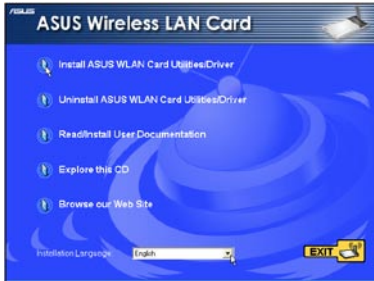 ASUS
ASUS Wireless LAN Card
Install ASUS WLAN Card Utilities/Driver
Uninstall ASUS WLAN Card Utilities/Driver
Read/Install User Documentation
Explore this CD
Browse our Web Site
Installation Language: English
EXIT